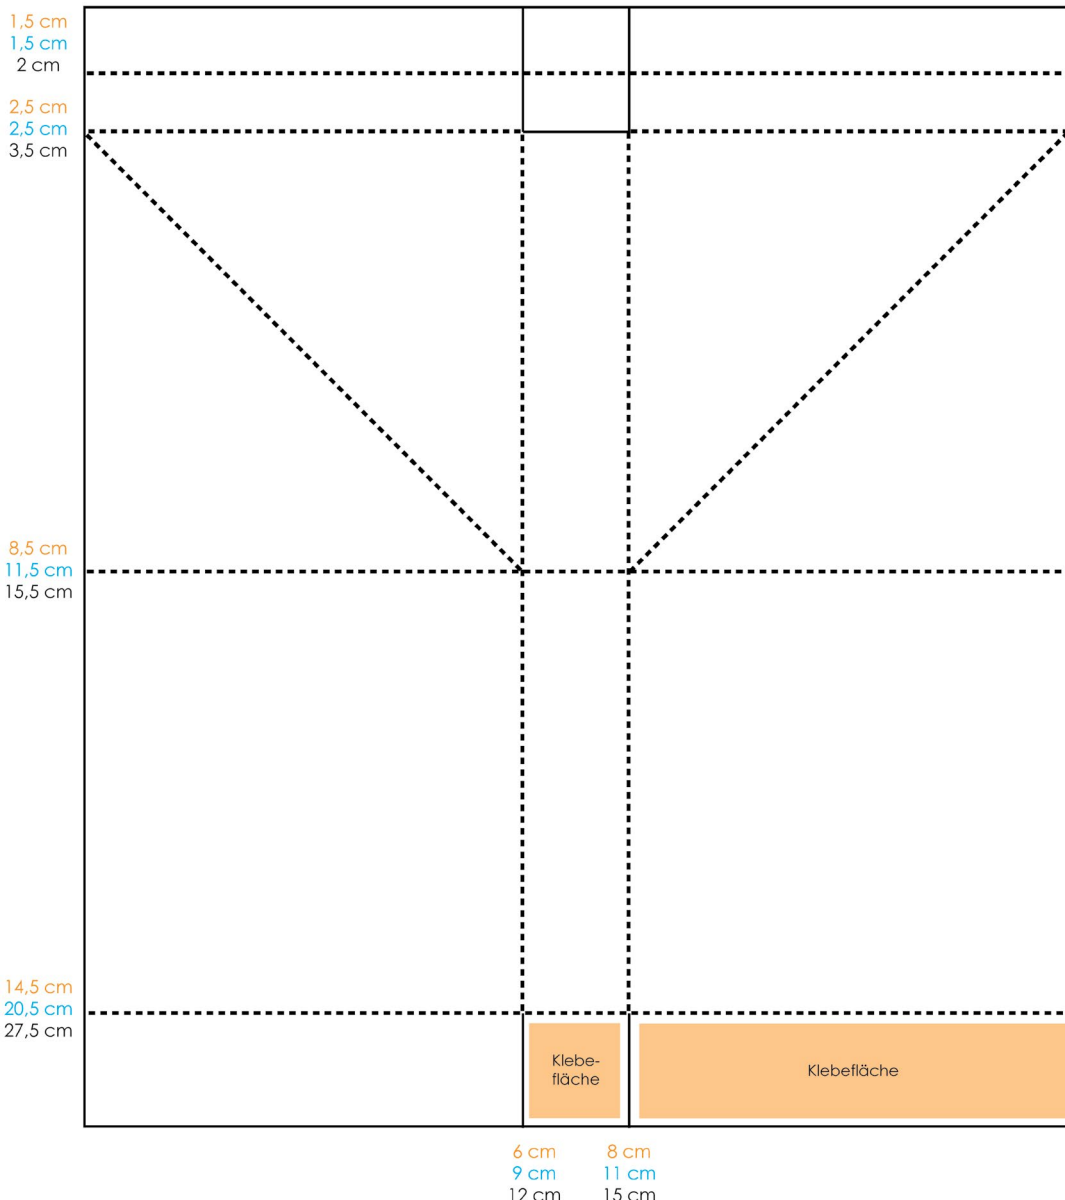 1,5 cm
1,5 cm
2 cm
2,5 cm
2,5 cm
3,5 cm
8,5 cm
11,5 cm
15,5 cm
14,5 cm
20,5 cm
27,5 cm
Klebe-
fläche
Klebefläche
6 cm
9 cm
12 cm
8 cm
11 cm
15 cm